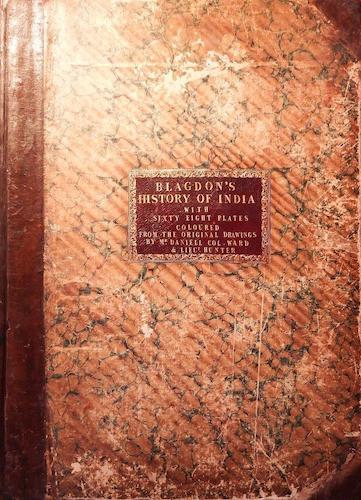 BLAGDON'S
HISTORY OF INDIA
WITH
SIXTY EIGHT PLATES
COLOURED
FROM THE ORIGINAL DRAWINGS
BY Mr DANIELL COL. WARD
& LIEUt HUNTER